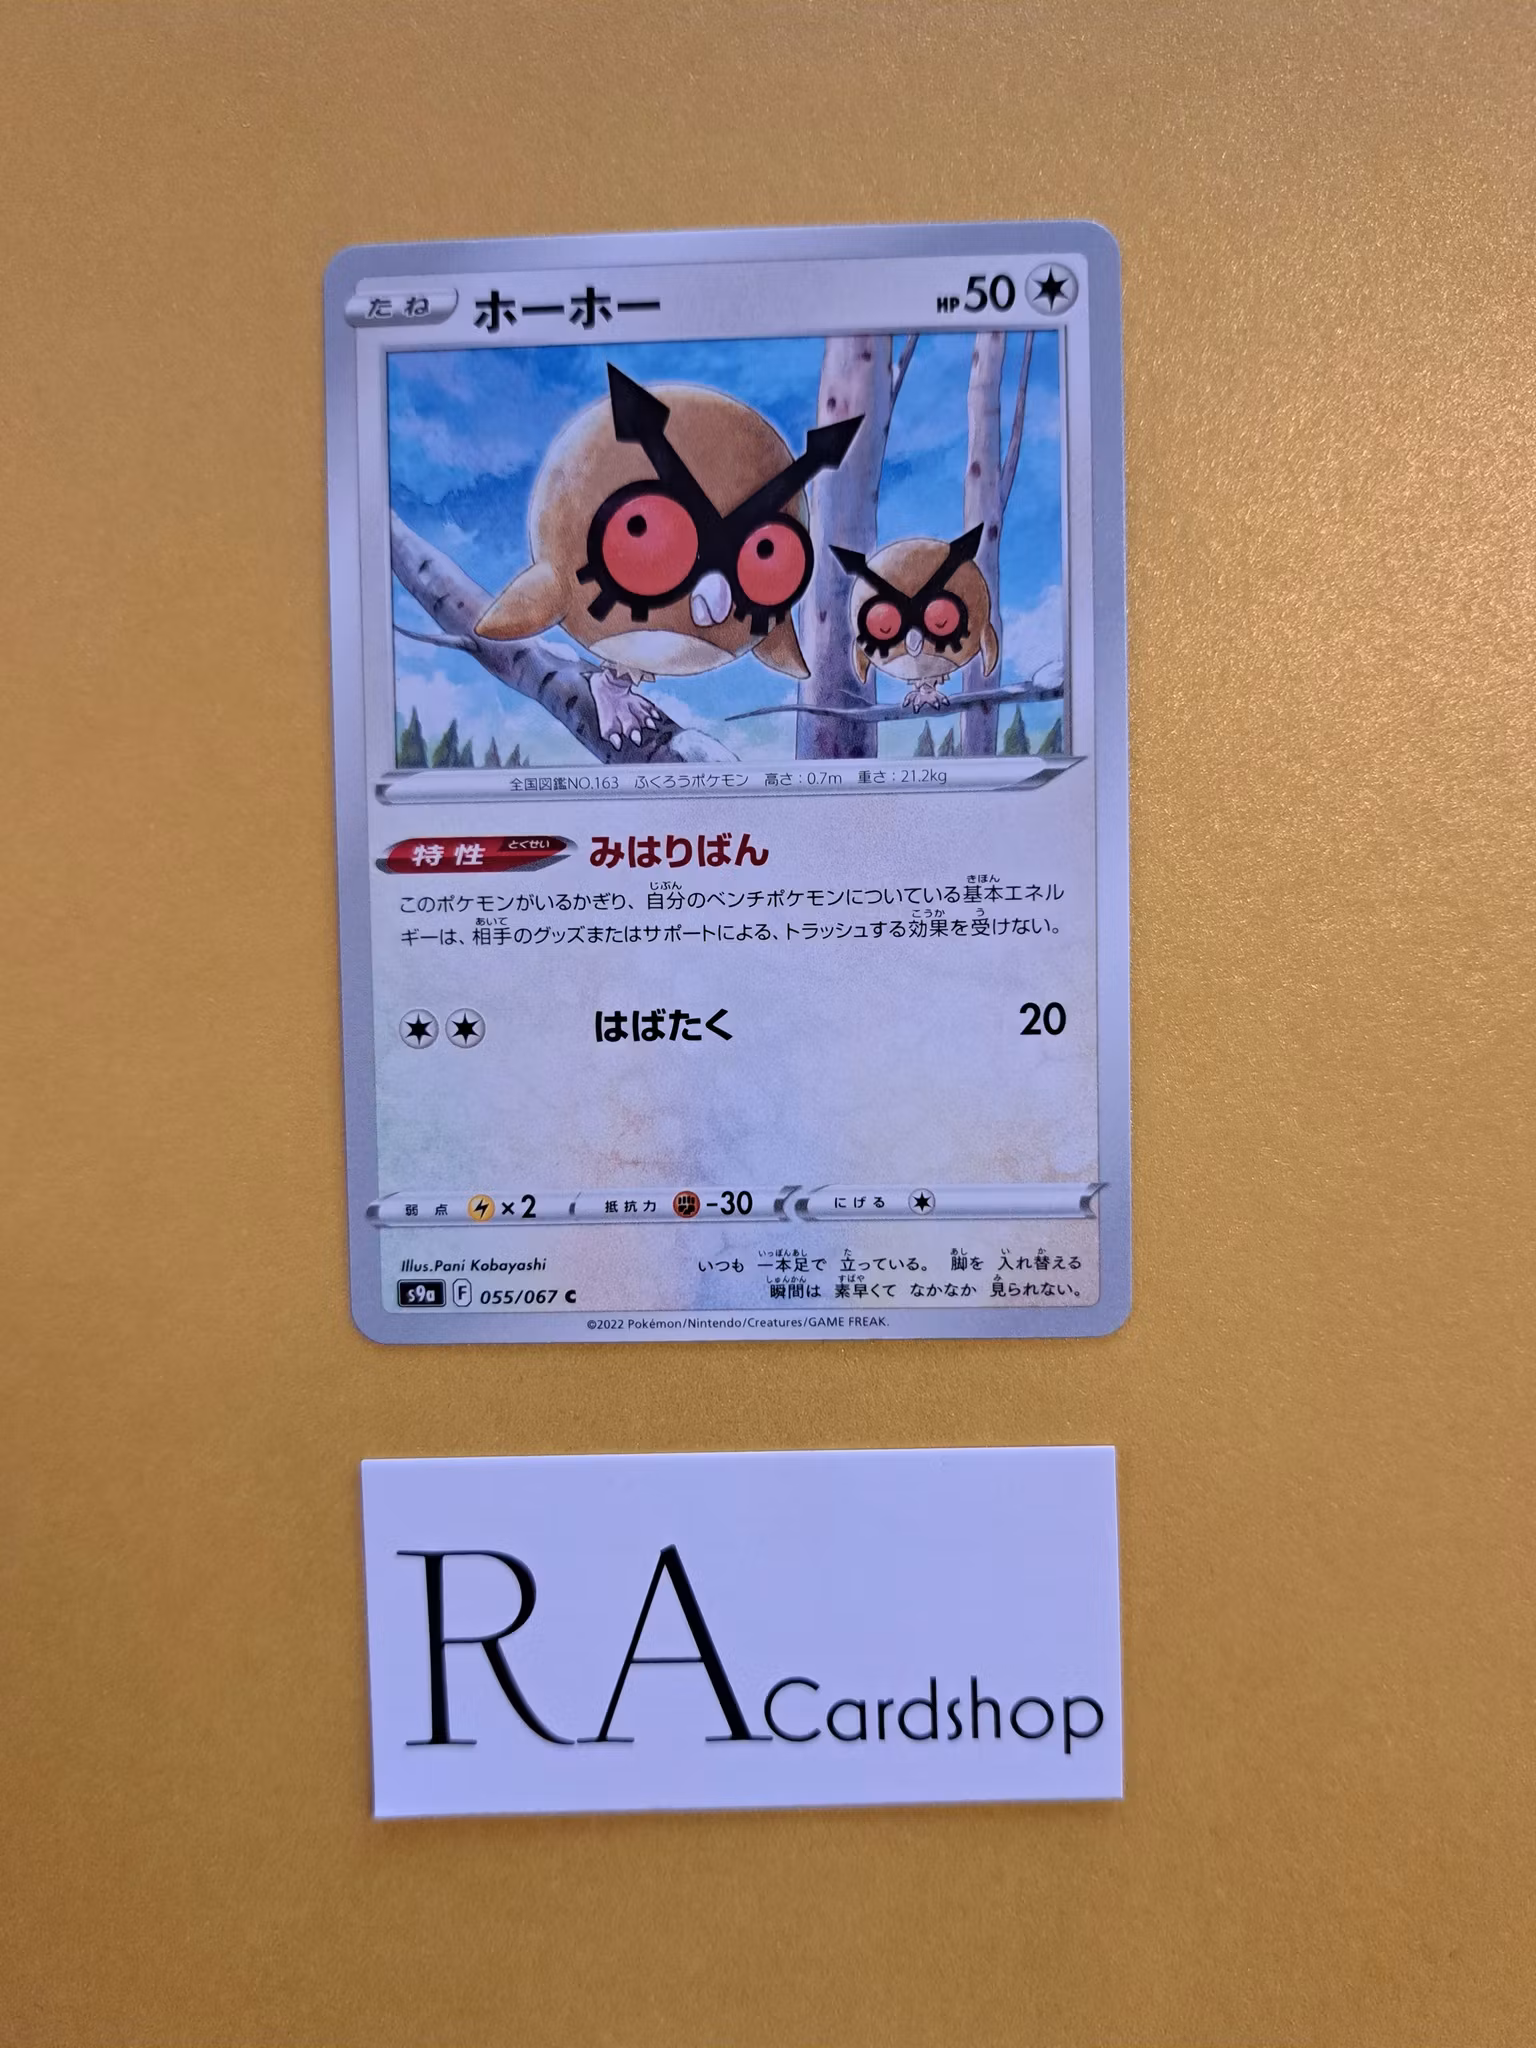 たね ホーホー HP50
全国図鑑NO.163 ふくろうポケモン 高さ:0.7m 重さ:21.2kg
特性 とくせい みはりばん
じぶん きほん
このポケモンがいるかぎり、自分のベンチポケモンについている基本エネル
あいて こうか う
ギーは、相手のグッズまたはサポートによる、トラッシュする効果を受けない。
はばたく 20
弱点 ×2 抵抗力 -30 にげる
Illus.Pani Kobayashi
いっぽんあし た あし い か
いつも 一本足で 立っている。 脚を 入れ替える
しゅんかん すばや み
瞬間は 素早くて なかなか 見られない。
s9a F 055/067 C
©2022 Pokémon/Nintendo/Creatures/GAME FREAK.
RA Cardshop